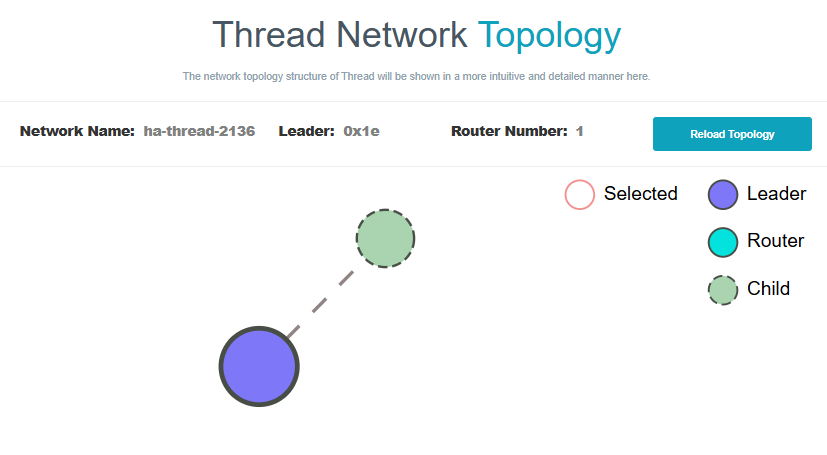 Thread Network Topology
The network topology structure of Thread will be shown in a more intuitive and detailed manner here.
Network Name: ha-thread-2136 Leader: 0x1e Router Number: 1 Reload Topology
Selected Leader
Router
Child